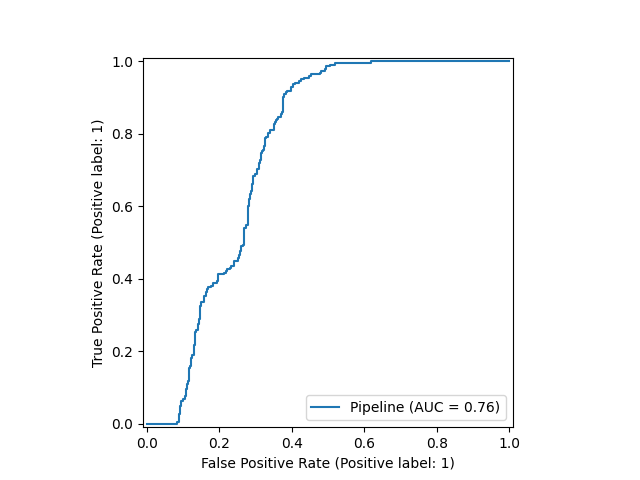 1.0
0.8
0.6
0.4
0.2
0.0
True Positive Rate (Positive label: 1)
Pipeline (AUC = 0.76)
0.0 0.2 0.4 0.6 0.8 1.0
False Positive Rate (Positive label: 1)